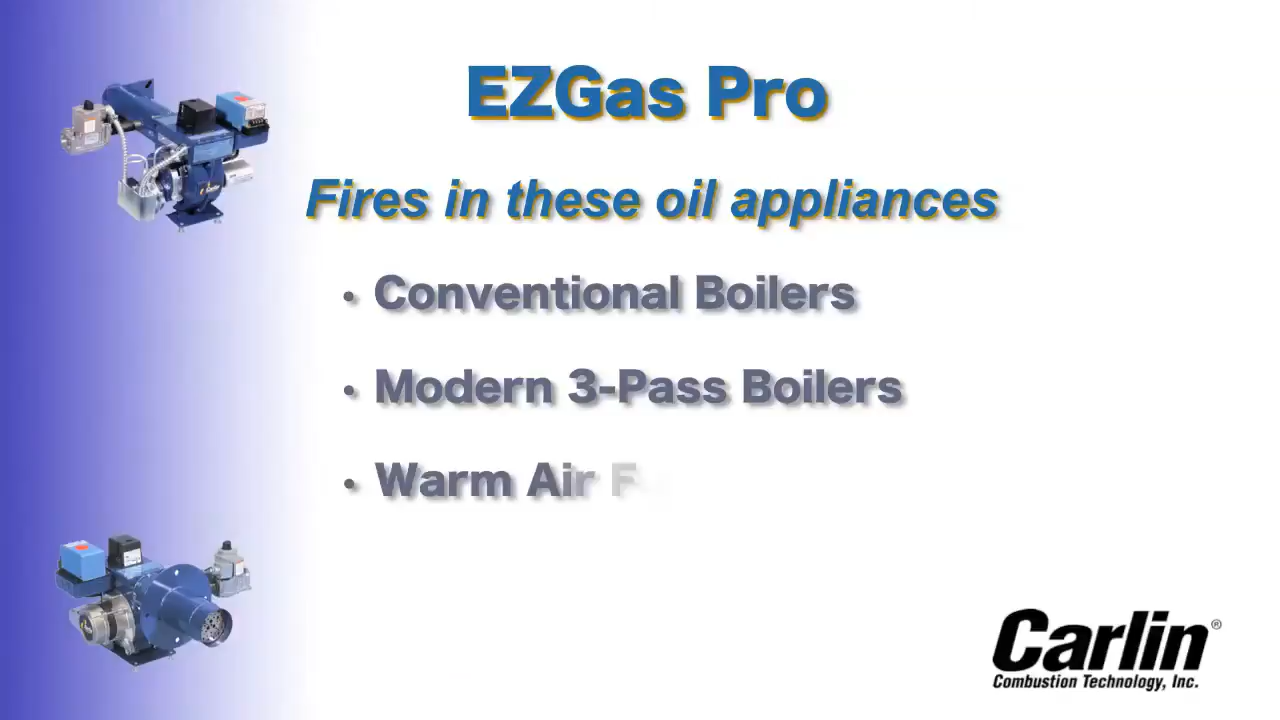 EZGas Pro
Fires in these oil appliances
• Conventional Boilers
• Modern 3-Pass Boilers
• Warm Air F
Carlin®
Combustion Technology, Inc.